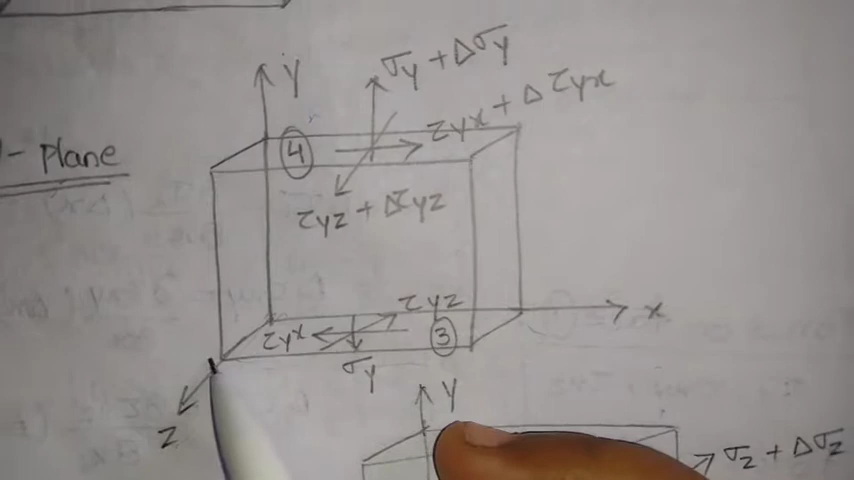 y
σy + Δσy
τyx + Δτyx
- Plane
4
τyz + Δτyz
τyz
x
τyx
3
σy
z
y
σz + Δσz